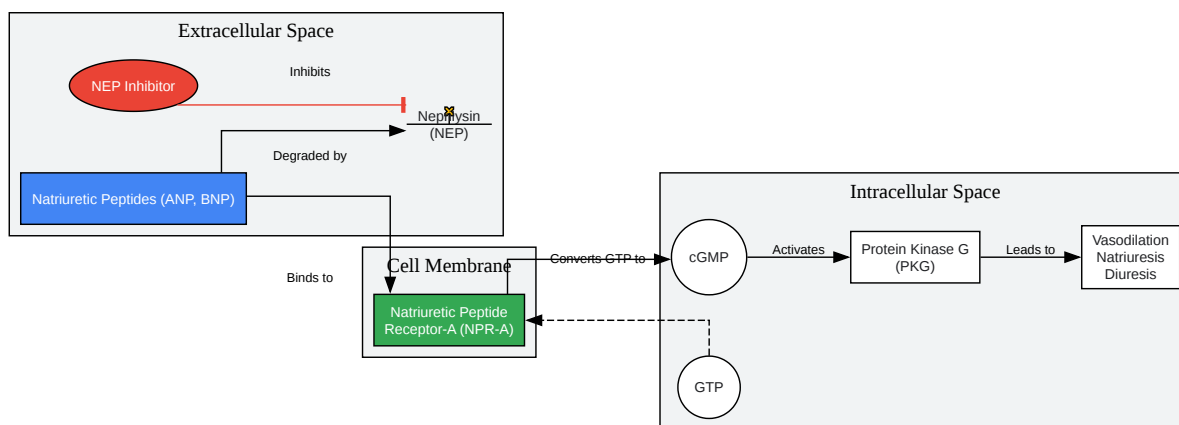 Extracellular Space
Inhibits
NEP Inhibitor
Neprilysin
(NEP)
Degraded by
Natriuretic Peptides (ANP, BNP)
Intracellular Space
Binds to
Cell Membrane
Natriuretic Peptide
Receptor-A (NPR-A)
Converts GTP to
cGMP
Activates
Protein Kinase G
(PKG)
Leads to
Vasodilation
Natriuresis
Diuresis
GTP